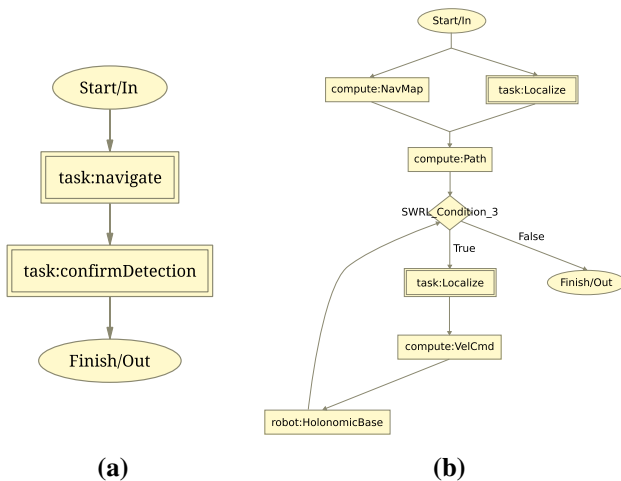 Start/In
task:navigate
task:confirmDetection
Finish/Out
(a)
Start/In
compute:NavMap
task:Localize
compute:Path
SWRL_Condition_3
True
False
task:Localize
Finish/Out
compute:VelCmd
robot:HolonomicBase
(b)